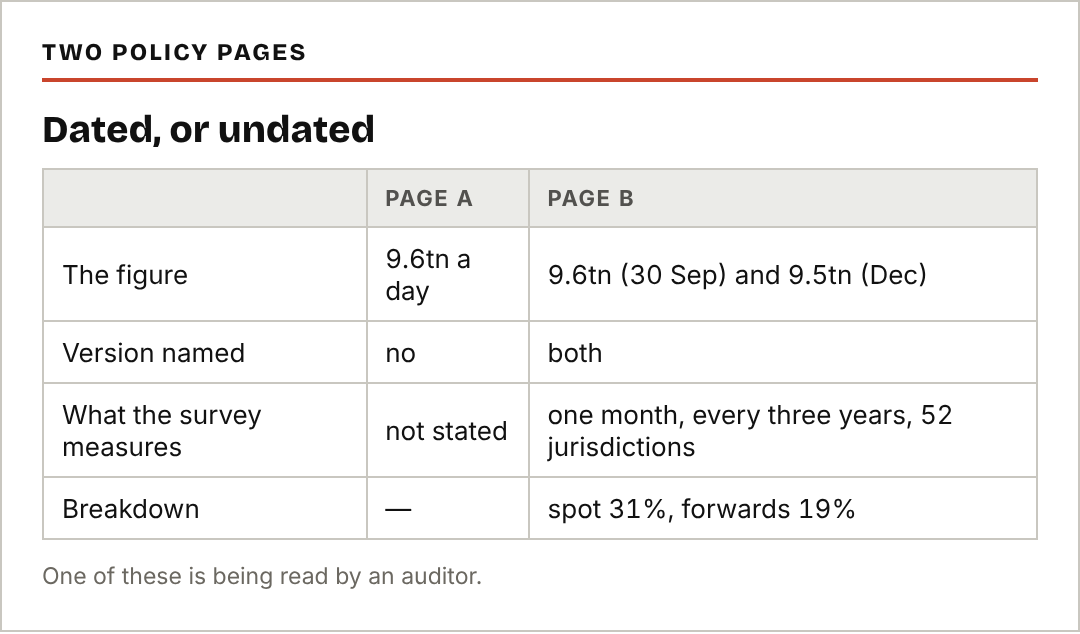 TWO POLICY PAGES
Dated, or undated
PAGE A
PAGE B
The figure
9.6tn a
day
9.6tn (30 Sep) and 9.5tn (Dec)
Version named
no
both
What the survey
measures
not stated
one month, every three years, 52
jurisdictions
Breakdown
—
spot 31%, forwards 19%
One of these is being read by an auditor.